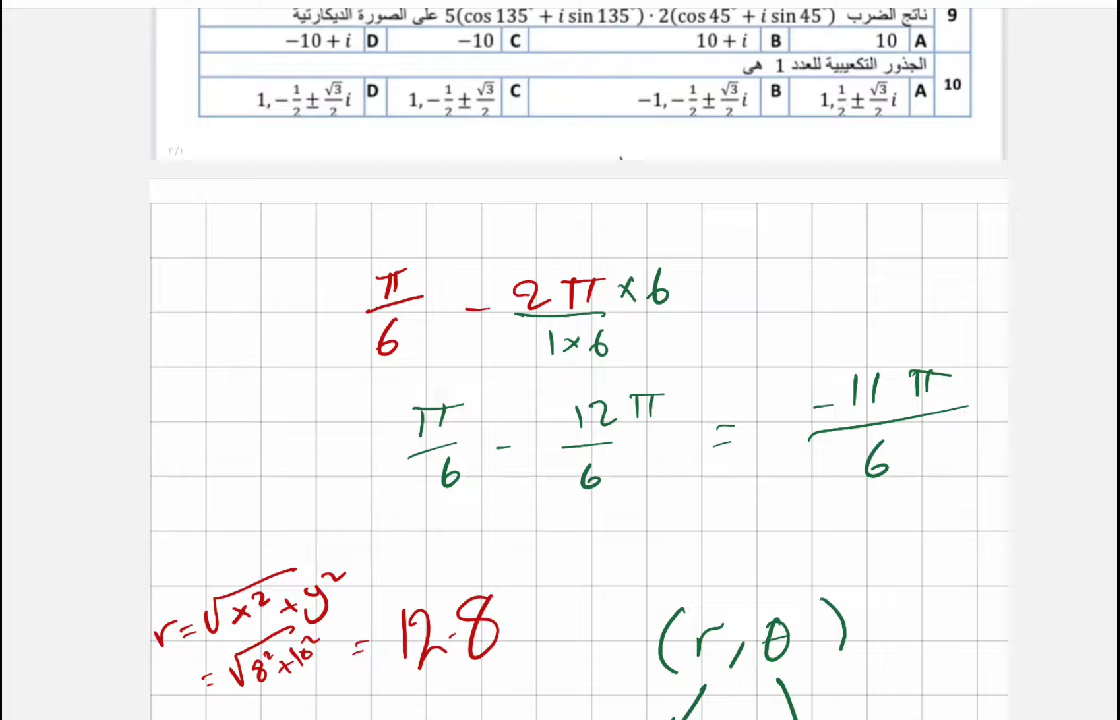 9 ناتج الضرب 5(cos 135° + i sin 135°) · 2(cos 45° + i sin 45°) على الصورة الديكارتية
A 10 B 10 + i C −10 D −10 + i
10 الجذور التكعيبية للعدد 1 هي
A 1, 1/2 ± √3/2 i B −1, −1/2 ± √3/2 i C 1, −1/2 ± √3/2 D 1, −1/2 ± √3/2 i
٢/١
π/6 − 2π × 6 / 1 × 6
π/6 − 12π/6 = −11π/6
r = √x² + y²
= √8² + 10² = 12.8
(r, θ)